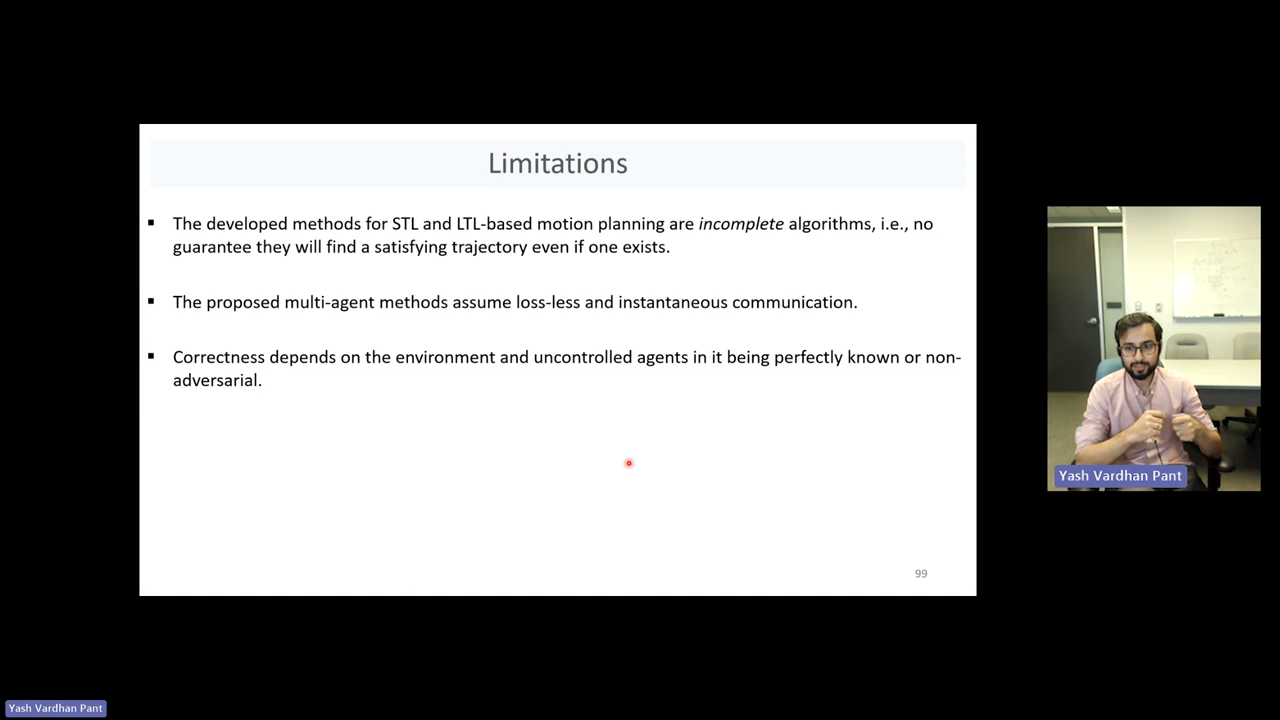 Limitations
▪ The developed methods for STL and LTL-based motion planning are incomplete algorithms, i.e., no
guarantee they will find a satisfying trajectory even if one exists.
▪ The proposed multi-agent methods assume loss-less and instantaneous communication.
▪ Correctness depends on the environment and uncontrolled agents in it being perfectly known or non-
adversarial.
99
Yash Vardhan Pant
Yash Vardhan Pant